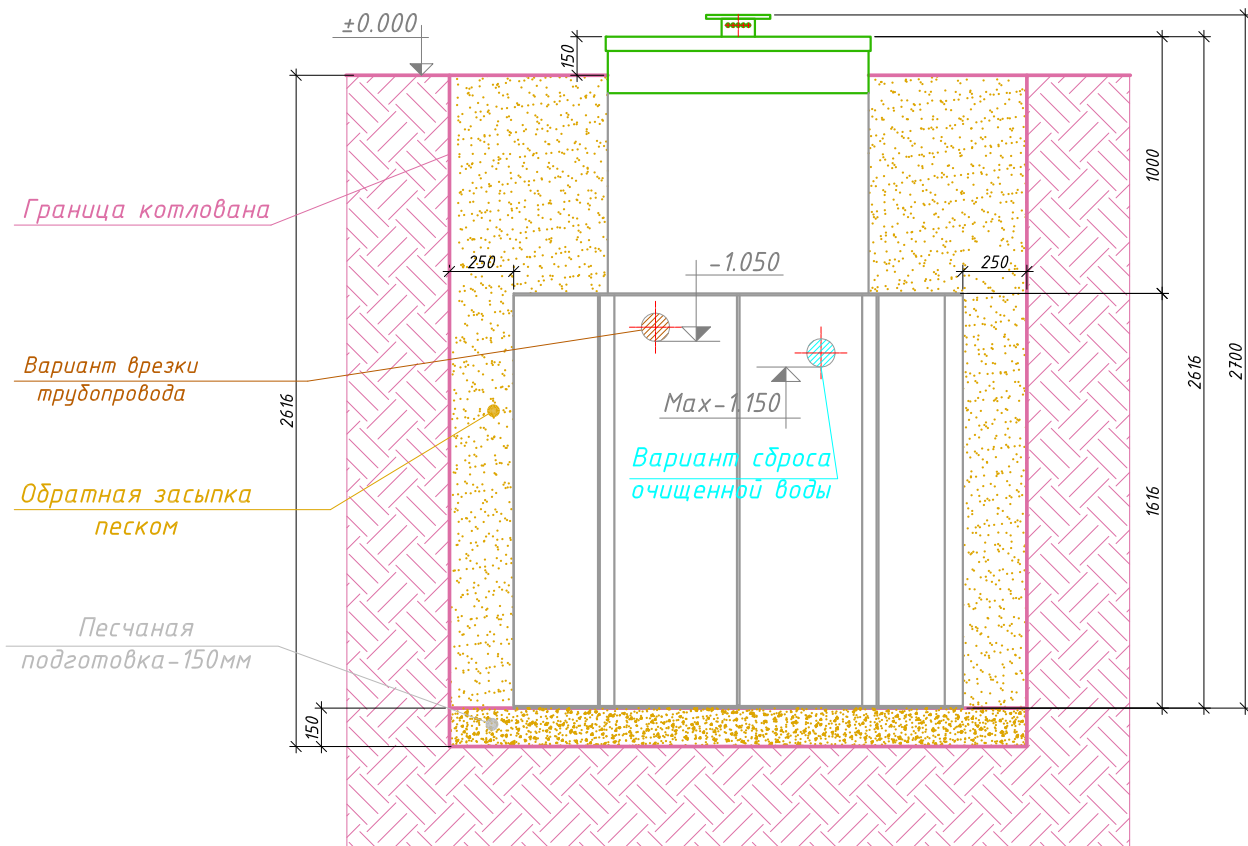 ±0.000
150
1000
Граница котлована
250
-1.050
250
2700
2616
Вариант врезки
трубопровода
2616
Max-1.150
Вариант сброса
очищенной воды
Обратная засыпка
песком
1616
Песчаная
подготовка-150мм
150